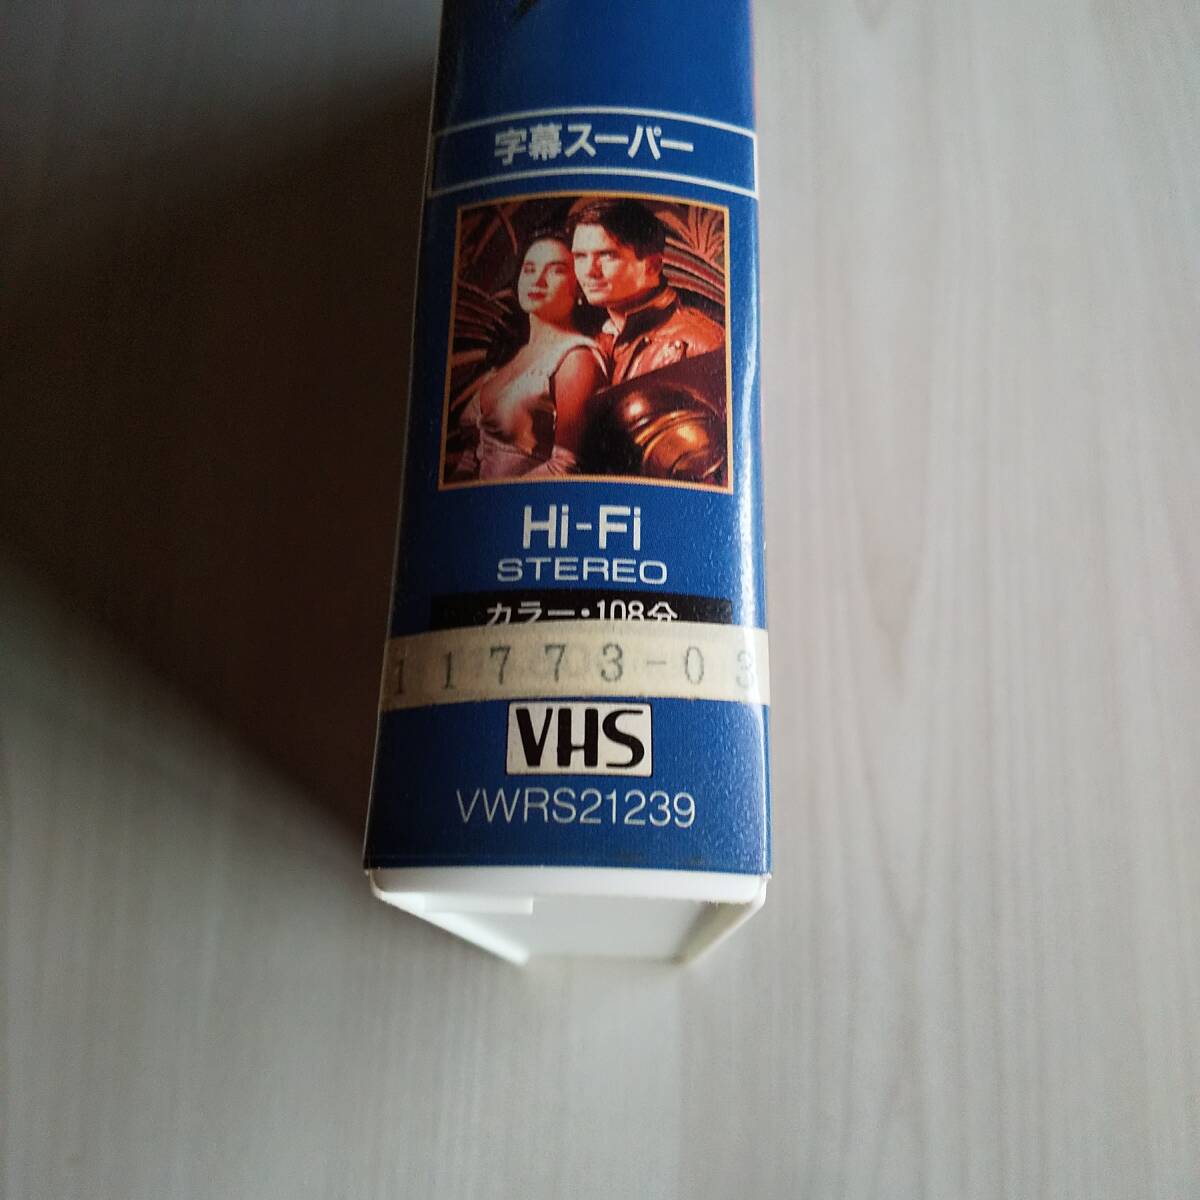 字幕スーパー
Hi-Fi
STEREO
カラー・108分
11773-03
VHS
VWRS21239